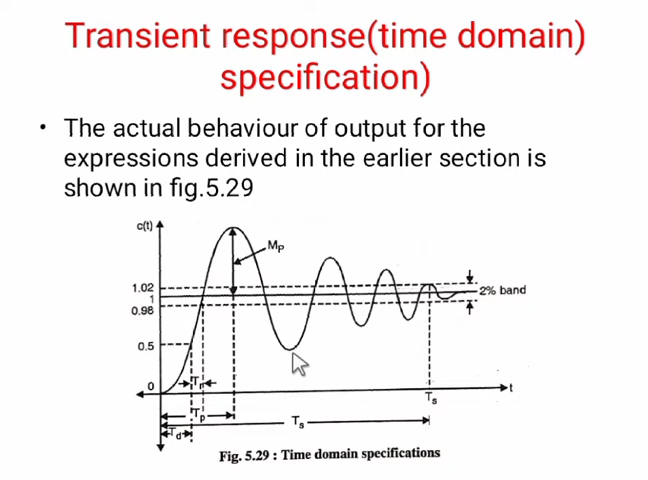 Transient response(time domain)
specification)
• The actual behaviour of output for the
expressions derived in the earlier section is
shown in fig.5.29
c(t)
Mp
1.02
1
0.98
2% band
0.5
0
Tr
t
Ts
Tp
Ts
Td
Fig. 5.29 : Time domain specifications